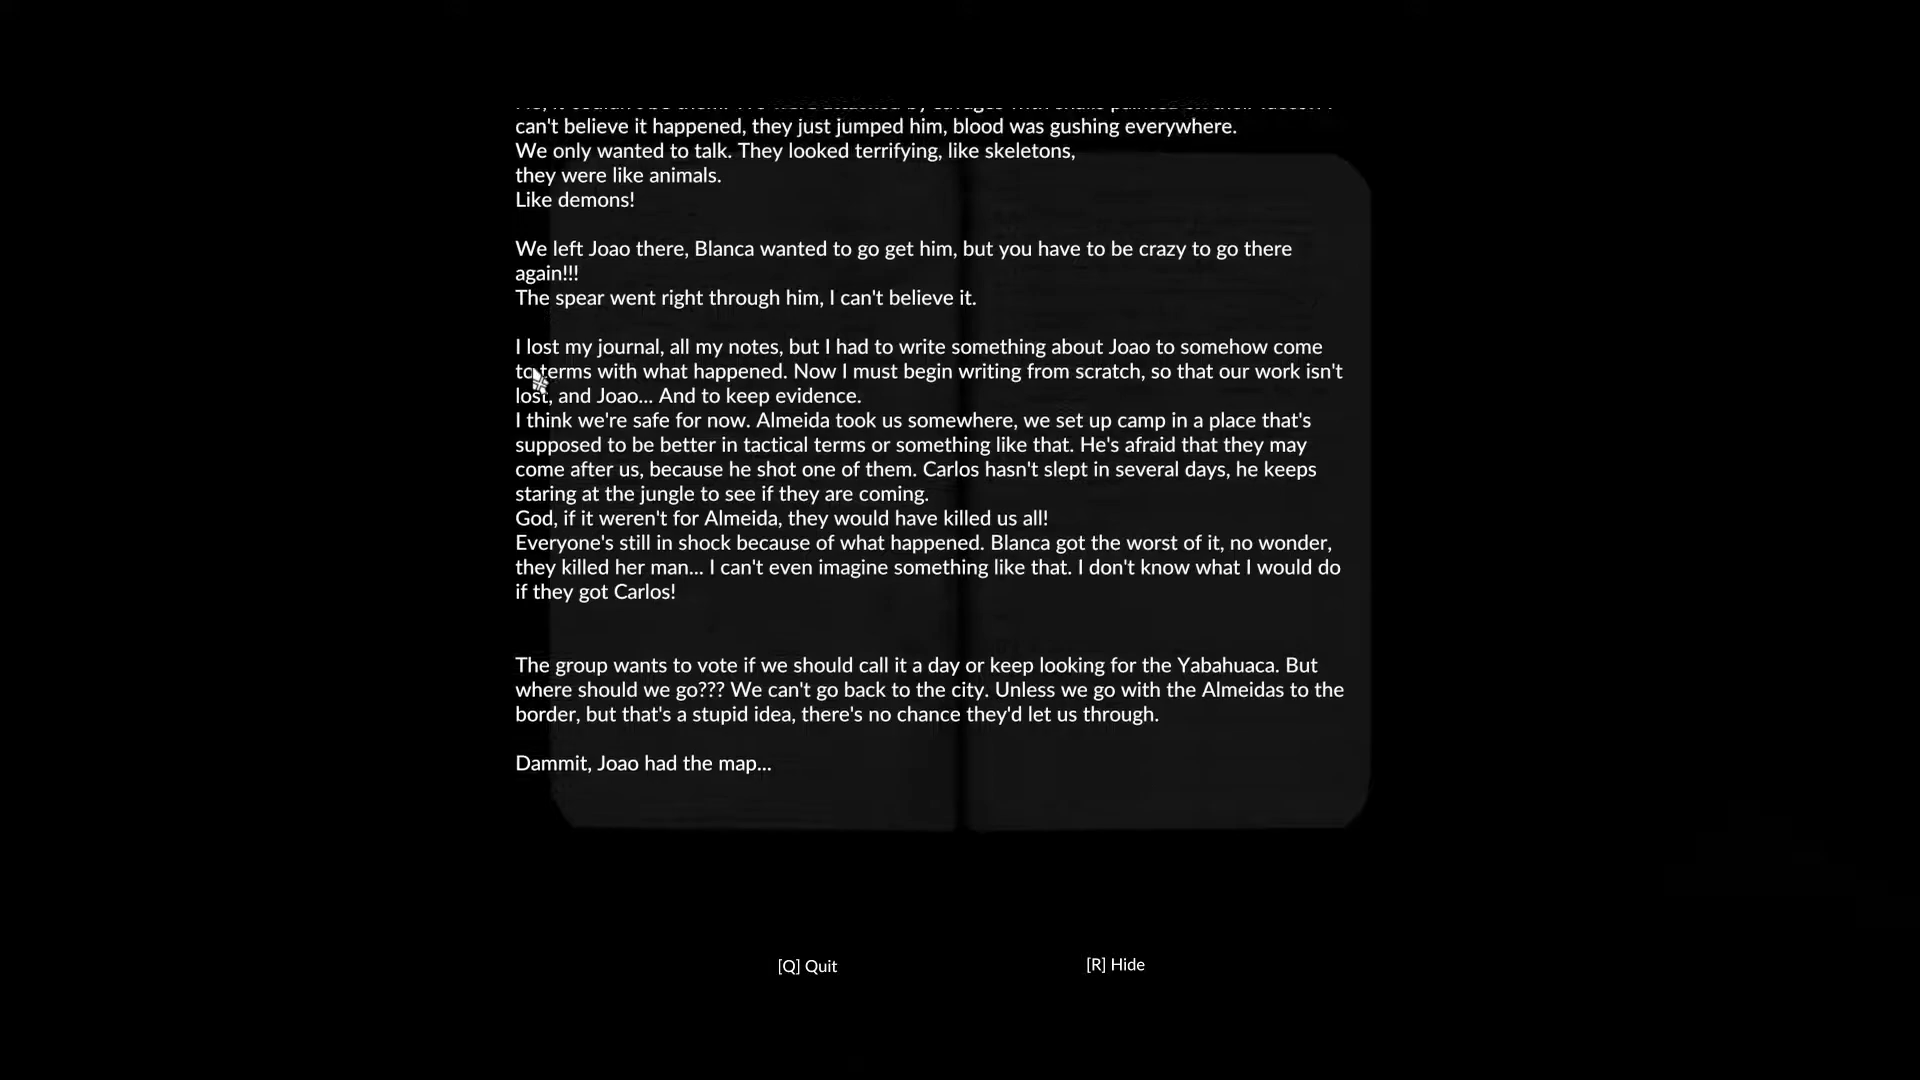 can't believe it happened, they just jumped him, blood was gushing everywhere.
We only wanted to talk. They looked terrifying, like skeletons,
they were like animals.
Like demons!
We left Joao there, Blanca wanted to go get him, but you have to be crazy to go there
again!!!
The spear went right through him, I can't believe it.
I lost my journal, all my notes, but I had to write something about Joao to somehow come
to terms with what happened. Now I must begin writing from scratch, so that our work isn't
lost, and Joao... And to keep evidence.
I think we're safe for now. Almeida took us somewhere, we set up camp in a place that's
supposed to be better in tactical terms or something like that. He's afraid that they may
come after us, because he shot one of them. Carlos hasn't slept in several days, he keeps
staring at the jungle to see if they are coming.
God, if it weren't for Almeida, they would have killed us all!
Everyone's still in shock because of what happened. Blanca got the worst of it, no wonder,
they killed her man... I can't even imagine something like that. I don't know what I would do
if they got Carlos!
The group wants to vote if we should call it a day or keep looking for the Yabahuaca. But
where should we go??? We can't go back to the city. Unless we go with the Almeidas to the
border, but that's a stupid idea, there's no chance they'd let us through.
Dammit, Joao had the map...
[Q] Quit
[R] Hide